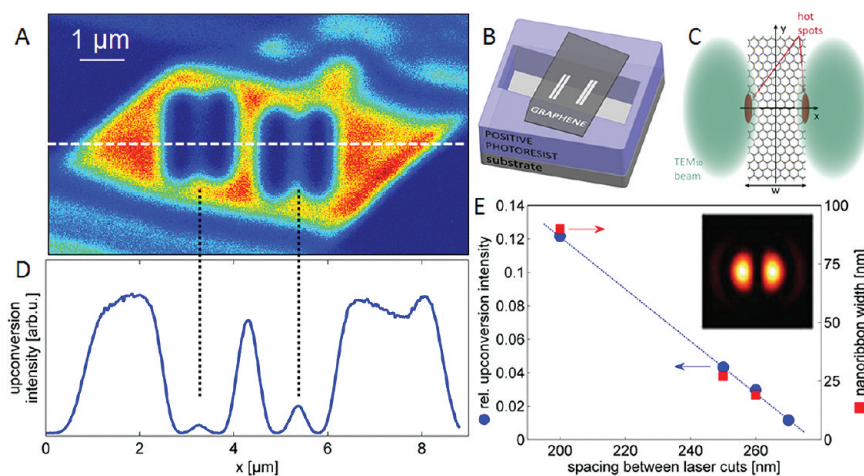 A
1 µm
B
GRAPHENE
POSITIVE
PHOTORESIST
substrate
C
hot
spots
y
x
TEM₁₀
beam
w
D
upconversion
intensity [arb.u.]
0 2 4 6 8
x [µm]
E
rel. upconversion intensity
0.14
0.12
0.1
0.08
0.06
0.04
0.02
0
200 220 240 260
spacing between laser cuts [nm]
100
75
50
25
0
nanoribbon width [nm]